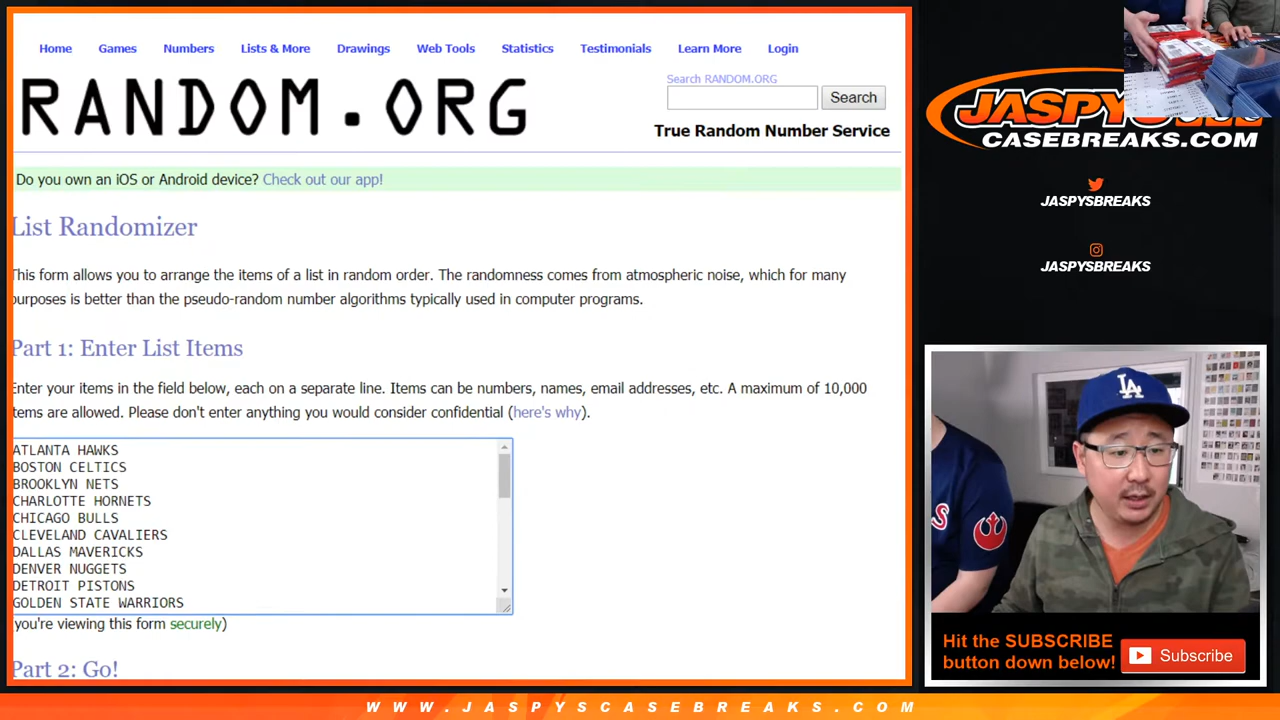 Home Games Numbers Lists & More Drawings Web Tools Statistics Testimonials Learn More Login
RANDOM.ORG
Search RANDOM.ORG
Search
True Random Number Service
Do you own an iOS or Android device? Check out our app!
List Randomizer
This form allows you to arrange the items of a list in random order. The randomness comes from atmospheric noise, which for many
purposes is better than the pseudo-random number algorithms typically used in computer programs.
Part 1: Enter List Items
Enter your items in the field below, each on a separate line. Items can be numbers, names, email addresses, etc. A maximum of 10,000
items are allowed. Please don't enter anything you would consider confidential (here's why).
ATLANTA HAWKS
BOSTON CELTICS
BROOKLYN NETS
CHARLOTTE HORNETS
CHICAGO BULLS
CLEVELAND CAVALIERS
DALLAS MAVERICKS
DENVER NUGGETS
DETROIT PISTONS
GOLDEN STATE WARRIORS
you're viewing this form securely)
Part 2: Go!
CASEBREAKS.COM
JASPYSBREAKS
JASPYSBREAKS
LA
Hit the SUBSCRIBE
button down below!
Subscribe
WWW.JASPYSCASEBREAKS.COM